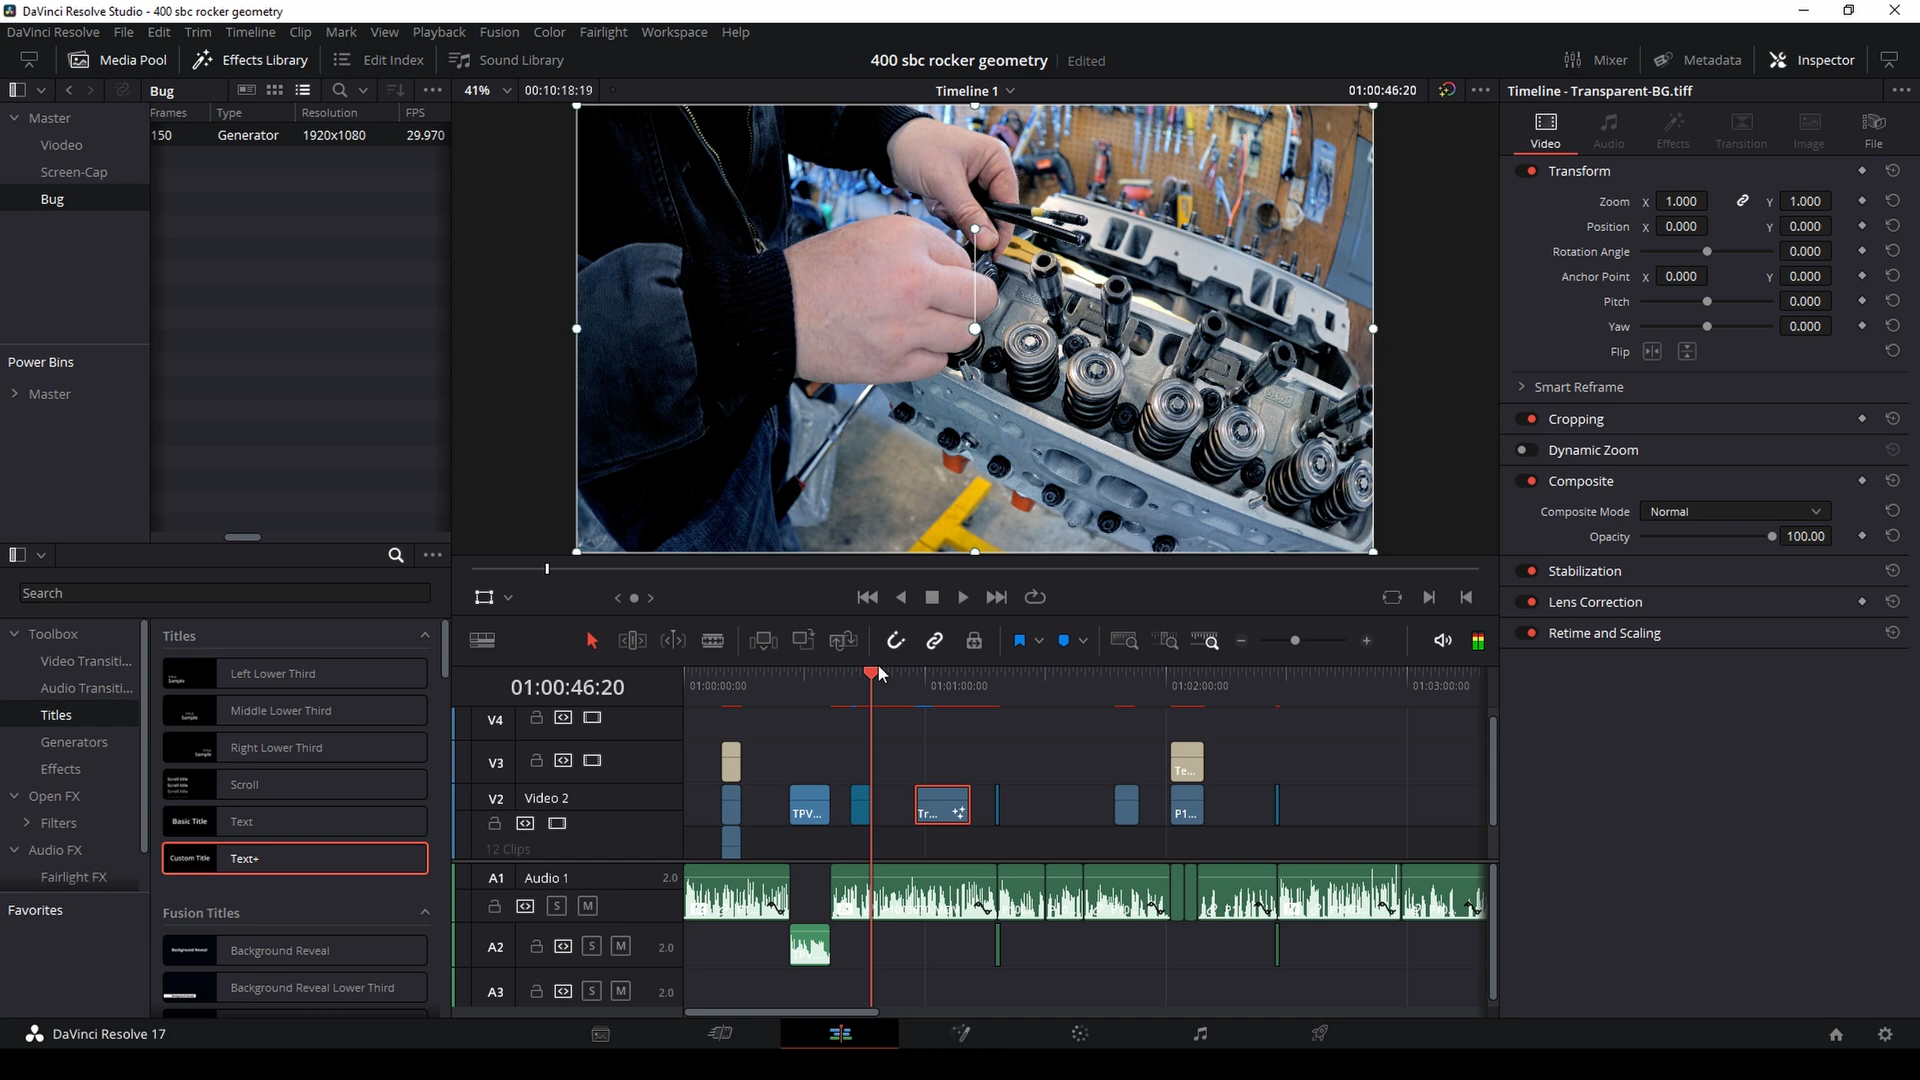 DaVinci Resolve Studio - 400 sbc rocker geometry
DaVinci Resolve File Edit Trim Timeline Clip Mark View Playback Fusion Color Fairlight Workspace Help
Media Pool Effects Library Edit Index Sound Library 400 sbc rocker geometry Edited Mixer Metadata Inspector
Bug 41% 00:10:18:19 Timeline 1 01:00:46:20 Timeline - Transparent-BG.tiff
Frames Type Resolution FPS
150 Generator 1920x1080 29.970
Master
Viodeo
Screen-Cap
Bug
Power Bins
Master
Video Audio Effects Transition Image File
Transform
Zoom X 1.000 Y 1.000
Position X 0.000 Y 0.000
Rotation Angle 0.000
Anchor Point X 0.000 Y 0.000
Pitch 0.000
Yaw 0.000
Flip
Smart Reframe
Cropping
Dynamic Zoom
Composite
Composite Mode Normal
Opacity 100.00
Stabilization
Lens Correction
Retime and Scaling
Search
Toolbox
Video Transiti...
Audio Transiti...
Titles
Generators
Effects
Open FX
Filters
Audio FX
Fairlight FX
Favorites
Titles
Left Lower Third
Middle Lower Third
Right Lower Third
Scroll
Basic Title Text
Custom Title Text+
Fusion Titles
Background Reveal
Background Reveal Lower Third
01:00:46:20 01:00:00:00 01:01:00:00 01:02:00:00 01:03:00:00
V4
V3 Te...
V2 Video 2 TPV... Tr... P1...
12 Clips
A1 Audio 1 2.0
S M
A2 S M 2.0
A3 S M 2.0
DaVinci Resolve 17